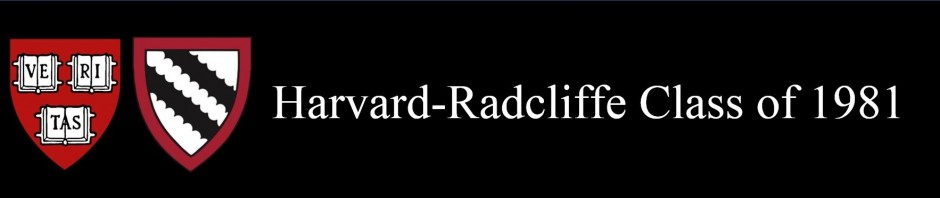 VE RI
TAS
Harvard-Radcliffe Class of 1981